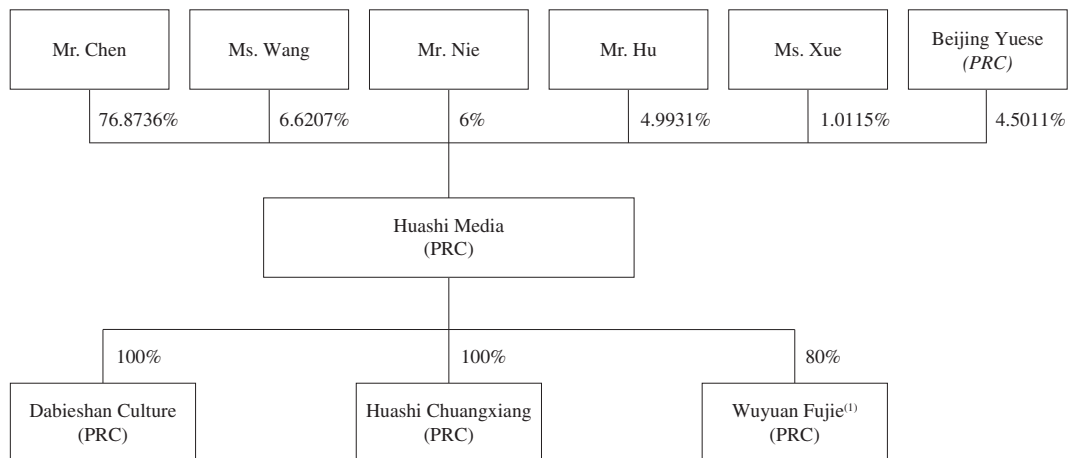 Mr. Chen
Ms. Wang
Mr. Nie
Mr. Hu
Ms. Xue
Beijing Yuese
(PRC)
76.8736%
6.6207%
6%
4.9931%
1.0115%
4.5011%
Huashi Media
(PRC)
100%
100%
80%
Dabieshan Culture
(PRC)
Huashi Chuangxiang
(PRC)
Wuyuan Fujie(1)
(PRC)